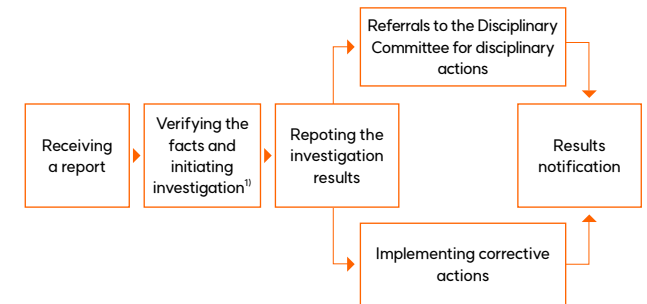 Receiving
a report
Verifying the
facts and
initiating
investigation¹⁾
Repoting the
investigation
results
Referrals to the Disciplinary
Committee for disciplinary
actions
Implementing corrective
actions
Results
notification